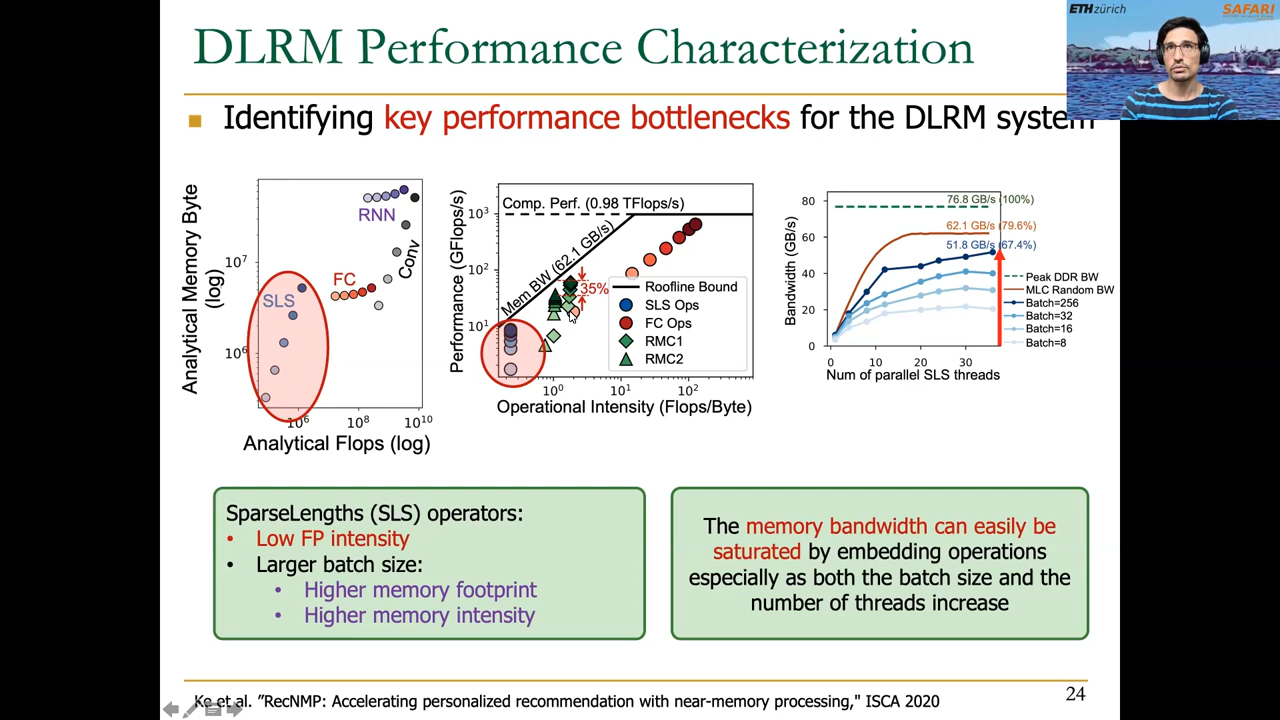 DLRM Performance Characterization
ETH zürich
SAFARI
Identifying key performance bottlenecks for the DLRM system
Analytical Memory Byte
(log)
10^7
10^6
RNN
Conv
FC
SLS
10^6
10^8
10^10
Analytical Flops (log)
Performance (GFlops/s)
10^3
10^2
10^1
Comp. Perf. (0.98 TFlops/s)
Mem BW (62.1 GB/s)
35%
Roofline Bound
SLS Ops
FC Ops
RMC1
RMC2
10^0
10^1
10^2
Operational Intensity (Flops/Byte)
Bandwidth (GB/s)
80
60
40
20
0
76.8 GB/s (100%)
62.1 GB/s (79.6%)
51.8 GB/s (67.4%)
Peak DDR BW
MLC Random BW
Batch=256
Batch=32
Batch=16
Batch=8
0
10
20
30
Num of parallel SLS threads
SparseLengths (SLS) operators:
• Low FP intensity
• Larger batch size:
• Higher memory footprint
• Higher memory intensity
The memory bandwidth can easily be
saturated by embedding operations
especially as both the batch size and the
number of threads increase
Ke et al. "RecNMP: Accelerating personalized recommendation with near-memory processing," ISCA 2020
24